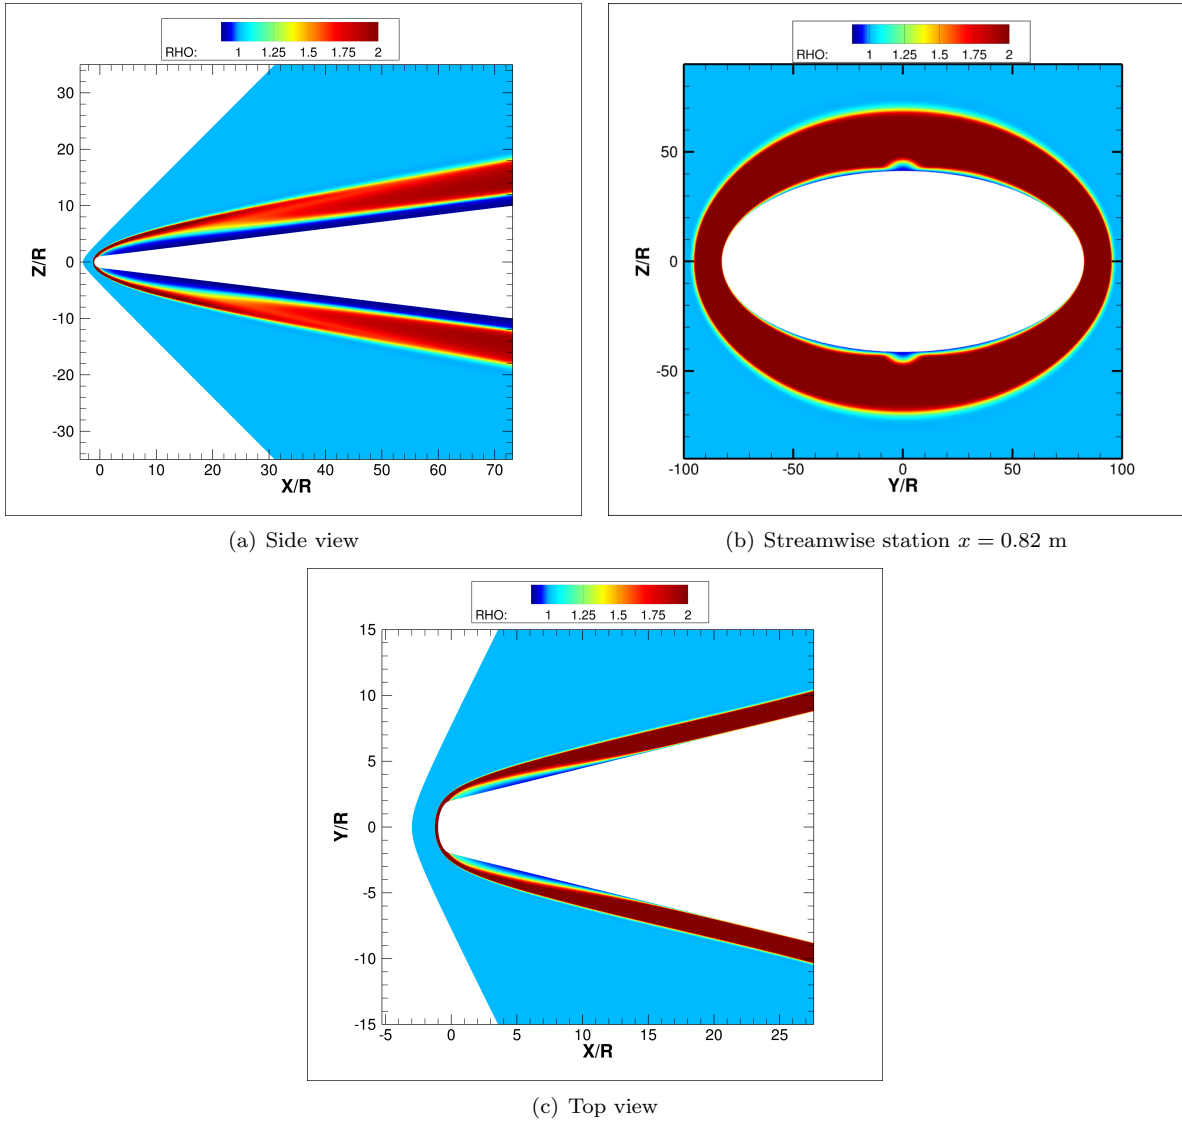 RHO: 1 1.25 1.5 1.75 2
30
20
10
0
-10
-20
-30
Z/R
0 10 20 30 40 50 60 70
X/R
(a) Side view
RHO: 1 1.25 1.5 1.75 2
50
0
-50
Z/R
-100 -50 0 50 100
Y/R
(b) Streamwise station x = 0.82 m
RHO: 1 1.25 1.5 1.75 2
15
10
5
0
-5
-10
-15
Y/R
-5 0 5 10 15 20 25
X/R
(c) Top view